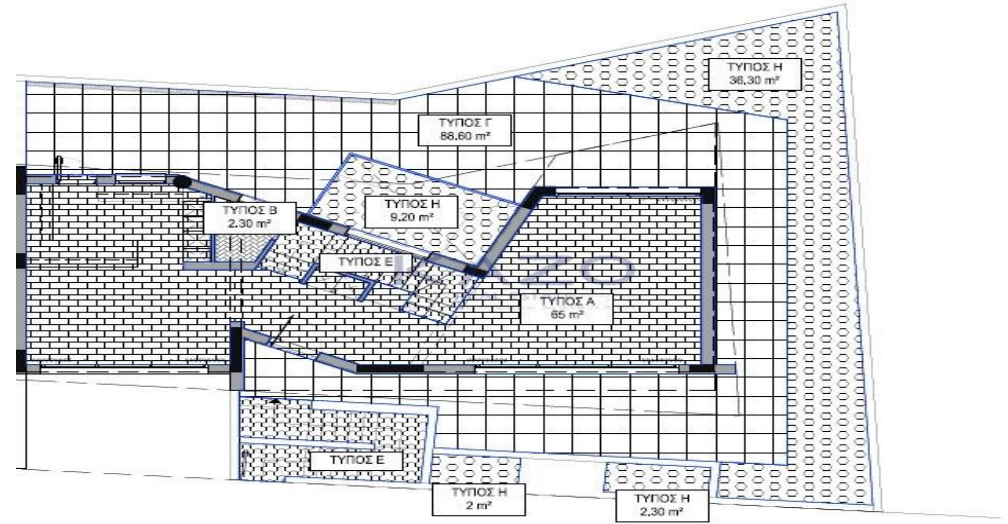 ΤΥΠΟΣ Η
36.30 m²
ΤΥΠΟΣ Γ
88.60 m²
ΤΥΠΟΣ Β
2.30 m²
ΤΥΠΟΣ Η
9.20 m²
ΤΥΠΟΣ Ε
ΤΥΠΟΣ Α
65 m²
ΤΥΠΟΣ Ε
ΤΥΠΟΣ Η
2 m²
ΤΥΠΟΣ Η
2.30 m²